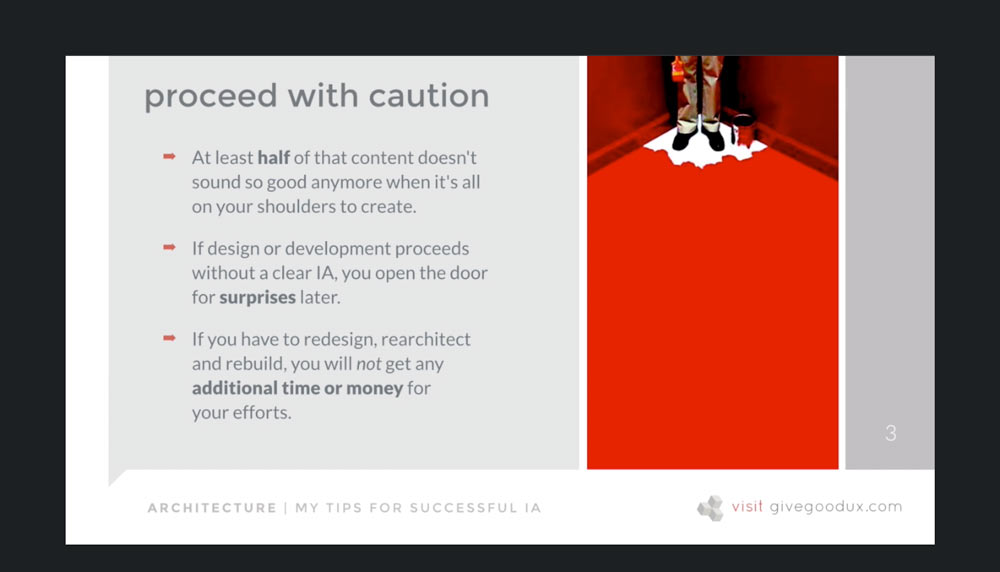 proceed with caution
At least half of that content doesn't
sound so good anymore when it's all
on your shoulders to create.
If design or development proceeds
without a clear IA, you open the door
for surprises later.
If you have to redesign, rearchitect
and rebuild, you will not get any
additional time or money for
your efforts.
3
ARCHITECTURE | MY TIPS FOR SUCCESSFUL IA
visit givegoodux.com